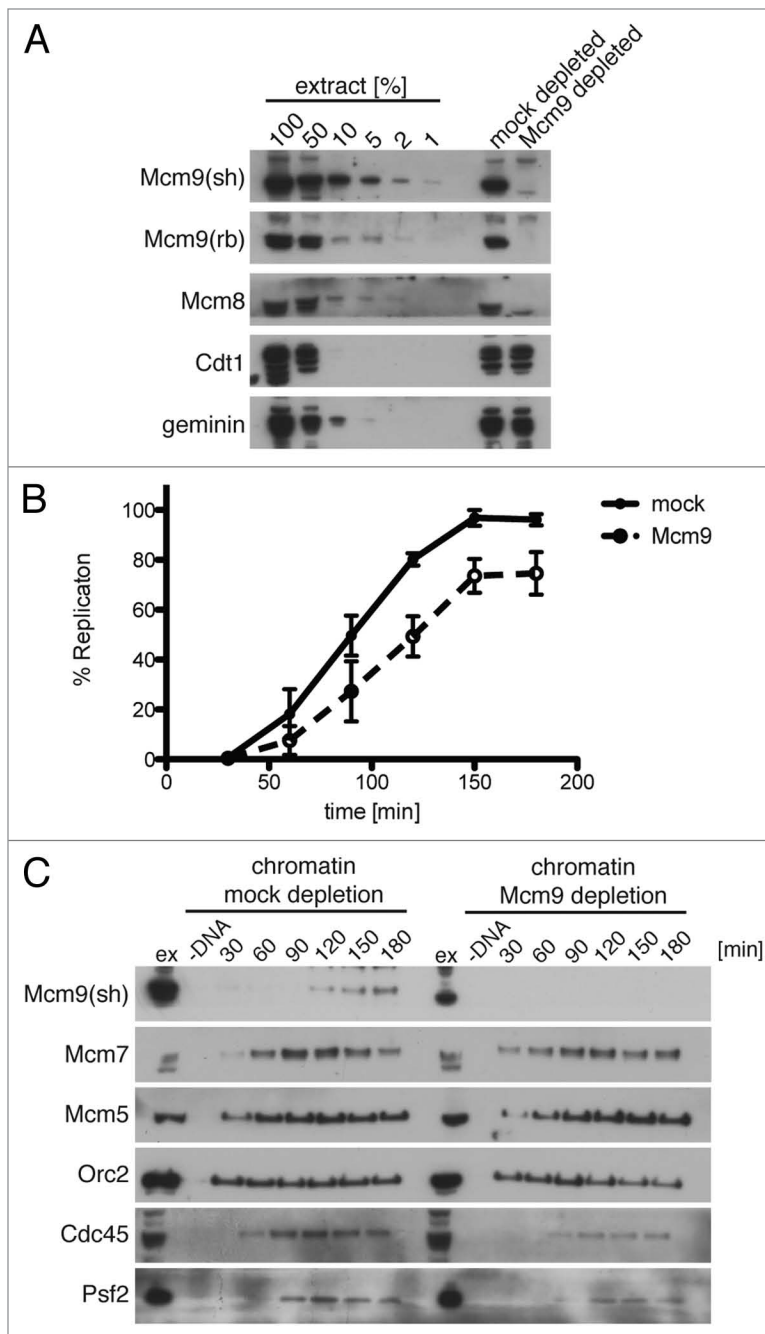 A
extract [%]
100 50 10 5 2 1 mock depleted Mcm9 depleted
Mcm9(sh)
Mcm9(rb)
Mcm8
Cdt1
geminin
B
% Replicaton
100
80
60
40
20
0
0 50 100 150 200
time [min]
mock
Mcm9
C
chromatin
mock depletion
chromatin
Mcm9 depletion
ex -DNA 30 60 90 120 150 180 ex -DNA 30 60 90 120 150 180 [min]
Mcm9(sh)
Mcm7
Mcm5
Orc2
Cdc45
Psf2